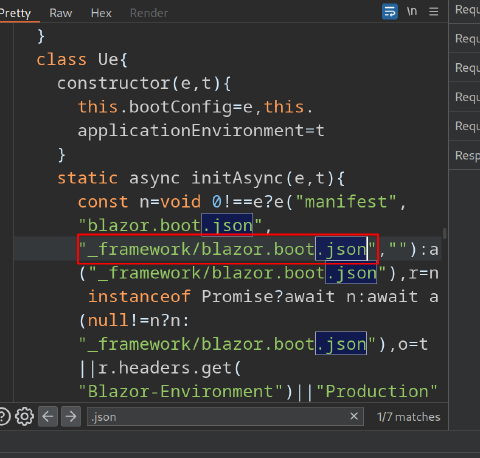 Pretty Raw Hex Render \n ☰ Requ
}
class Ue{
constructor(e,t){
this.bootConfig=e,this.
applicationEnvironment=t
}
static async initAsync(e,t){
const n=void 0!==e?e("manifest",
"blazor.boot.json",
"_framework/blazor.boot.json",""):a
("_framework/blazor.boot.json"),r=n
instanceof Promise?await n:await a
(null!=n?n:
"_framework/blazor.boot.json"),o=t
||r.headers.get(
"Blazor-Environment")||"Production"
.json 1/7 matches
Requ
Requ
Requ
Requ
Resp